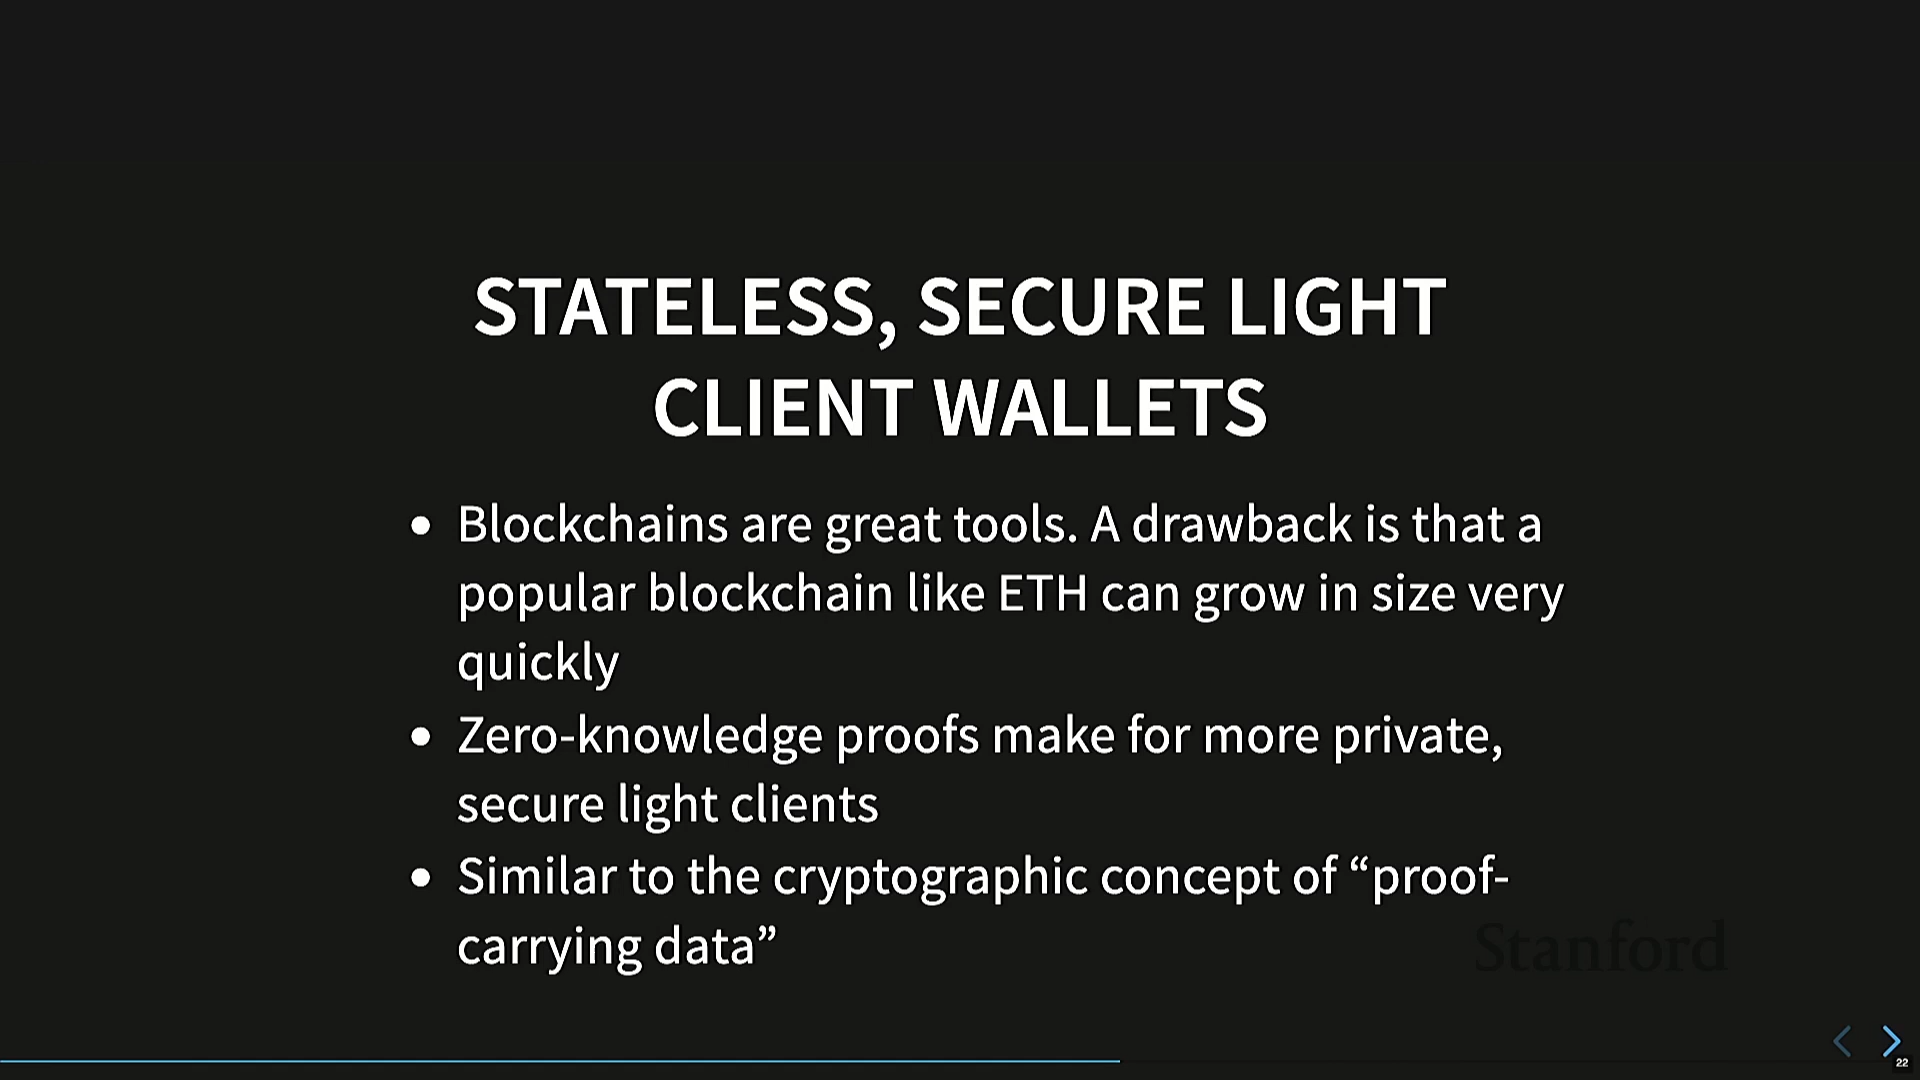 STATELESS, SECURE LIGHT
CLIENT WALLETS
• Blockchains are great tools. A drawback is that a
popular blockchain like ETH can grow in size very
quickly
• Zero-knowledge proofs make for more private,
secure light clients
• Similar to the cryptographic concept of “proof-
carrying data”
Stanford
22